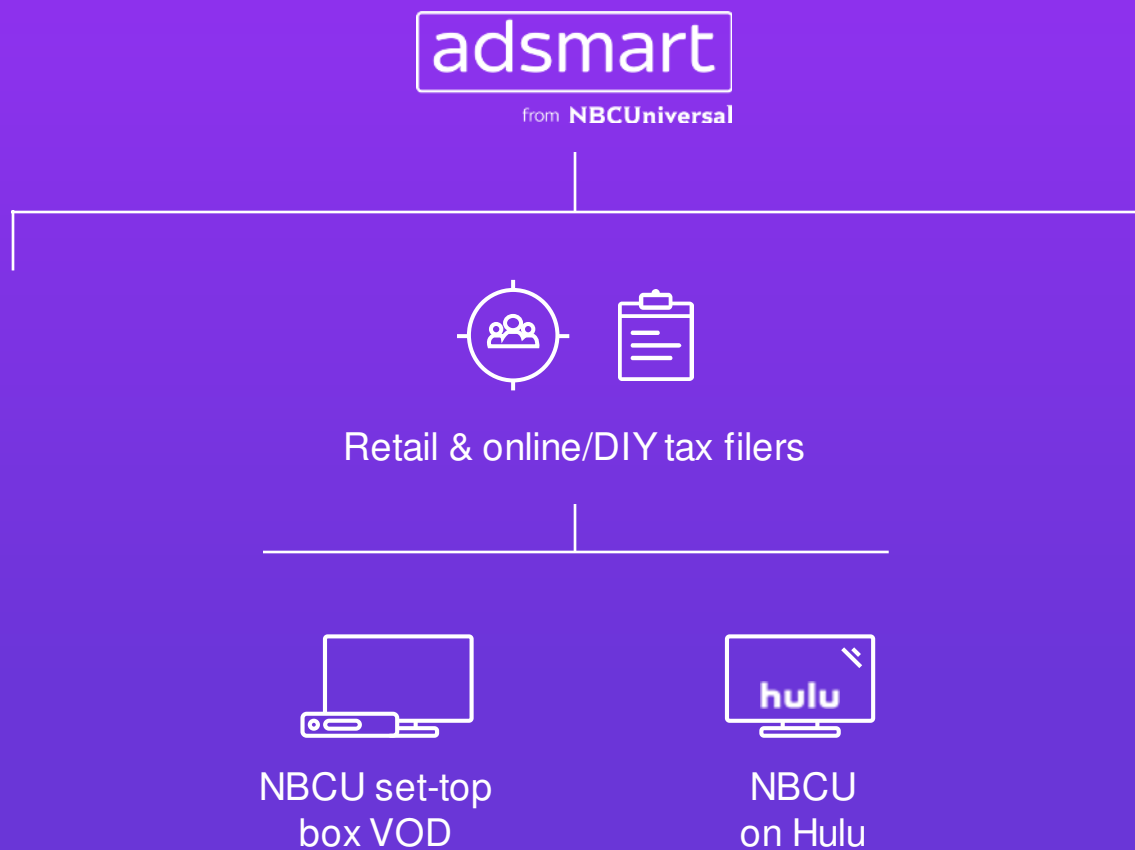 adsmart
from NBCUniversal
Retail & online/DIY tax filers
hulu
NBCU set-top
box VOD
NBCU
on Hulu